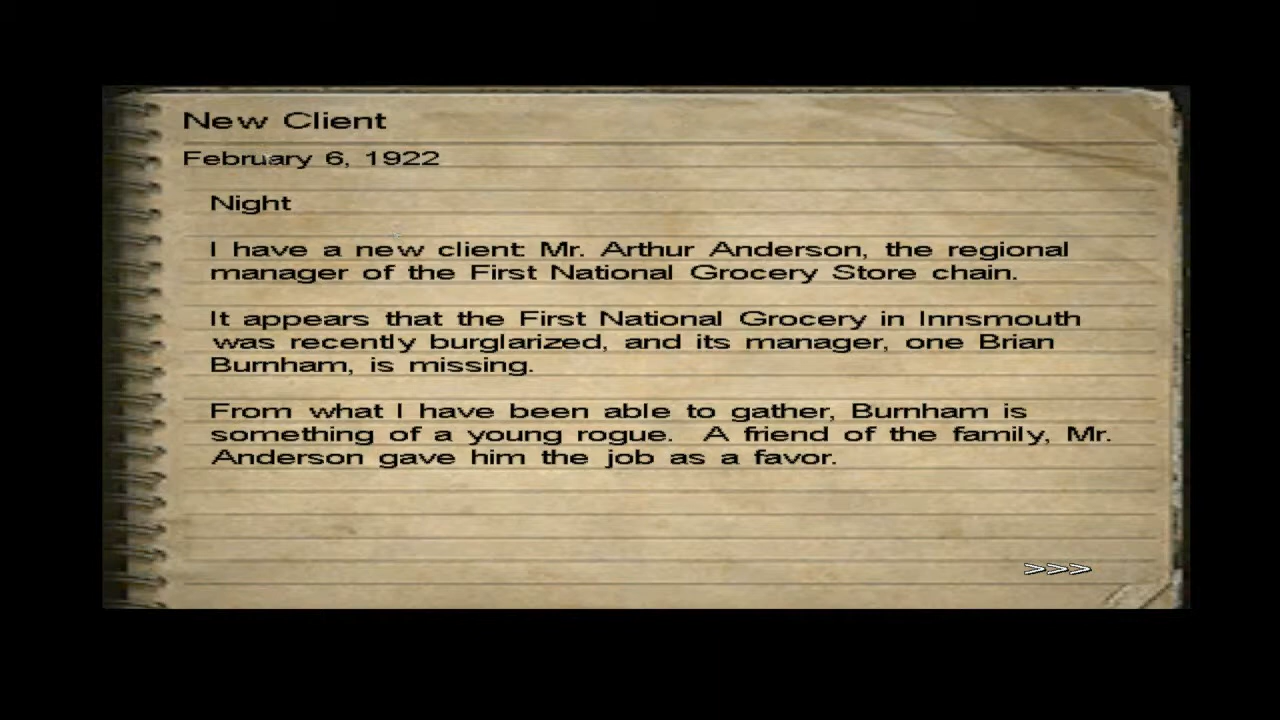 New Client
February 6, 1922
Night
I have a new client: Mr. Arthur Anderson, the regional
manager of the First National Grocery Store chain.
It appears that the First National Grocery in Innsmouth
was recently burglarized, and its manager, one Brian
Burnham, is missing.
From what I have been able to gather, Burnham is
something of a young rogue. A friend of the family, Mr.
Anderson gave him the job as a favor.
>>>